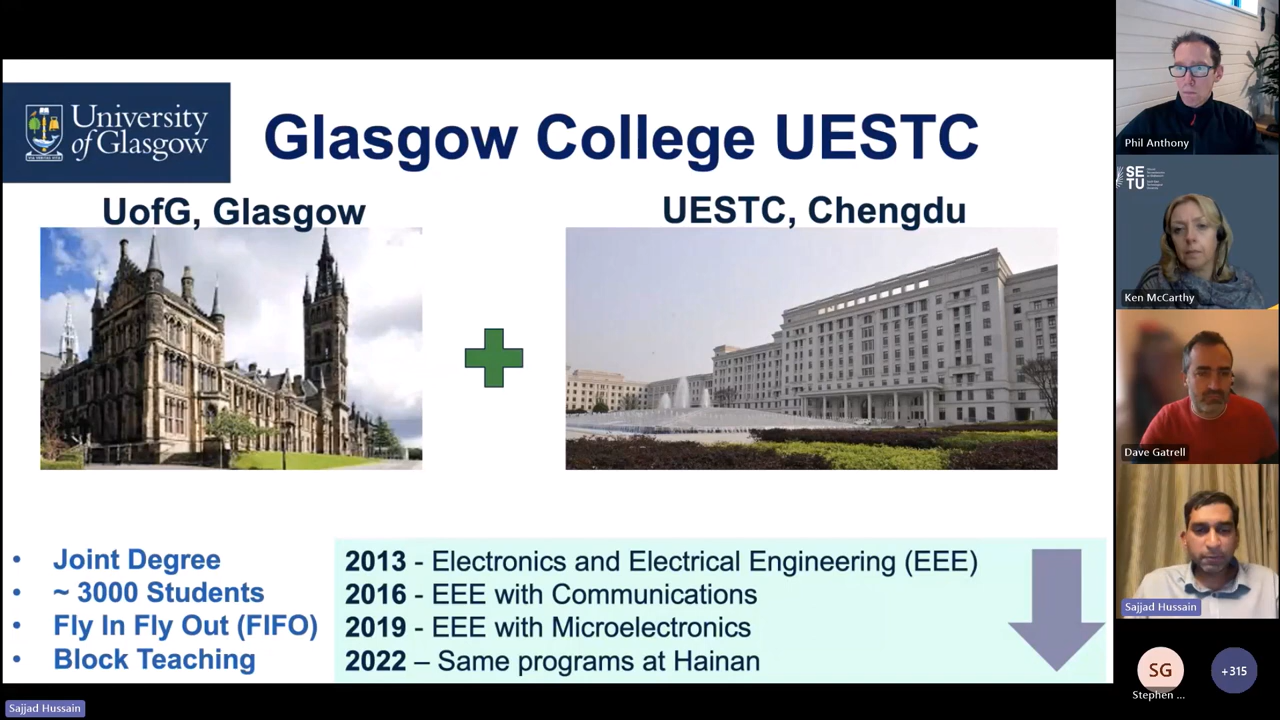 University
of Glasgow
Glasgow College UESTC
UofG, Glasgow
UESTC, Chengdu
• Joint Degree
• ~ 3000 Students
• Fly In Fly Out (FIFO)
• Block Teaching
2013 - Electronics and Electrical Engineering (EEE)
2016 - EEE with Communications
2019 - EEE with Microelectronics
2022 – Same programs at Hainan
Phil Anthony
SE
TU
Ken McCarthy
Dave Gatrell
Sajjad Hussain
SG
Stephen ...
+315
Sajjad Hussain